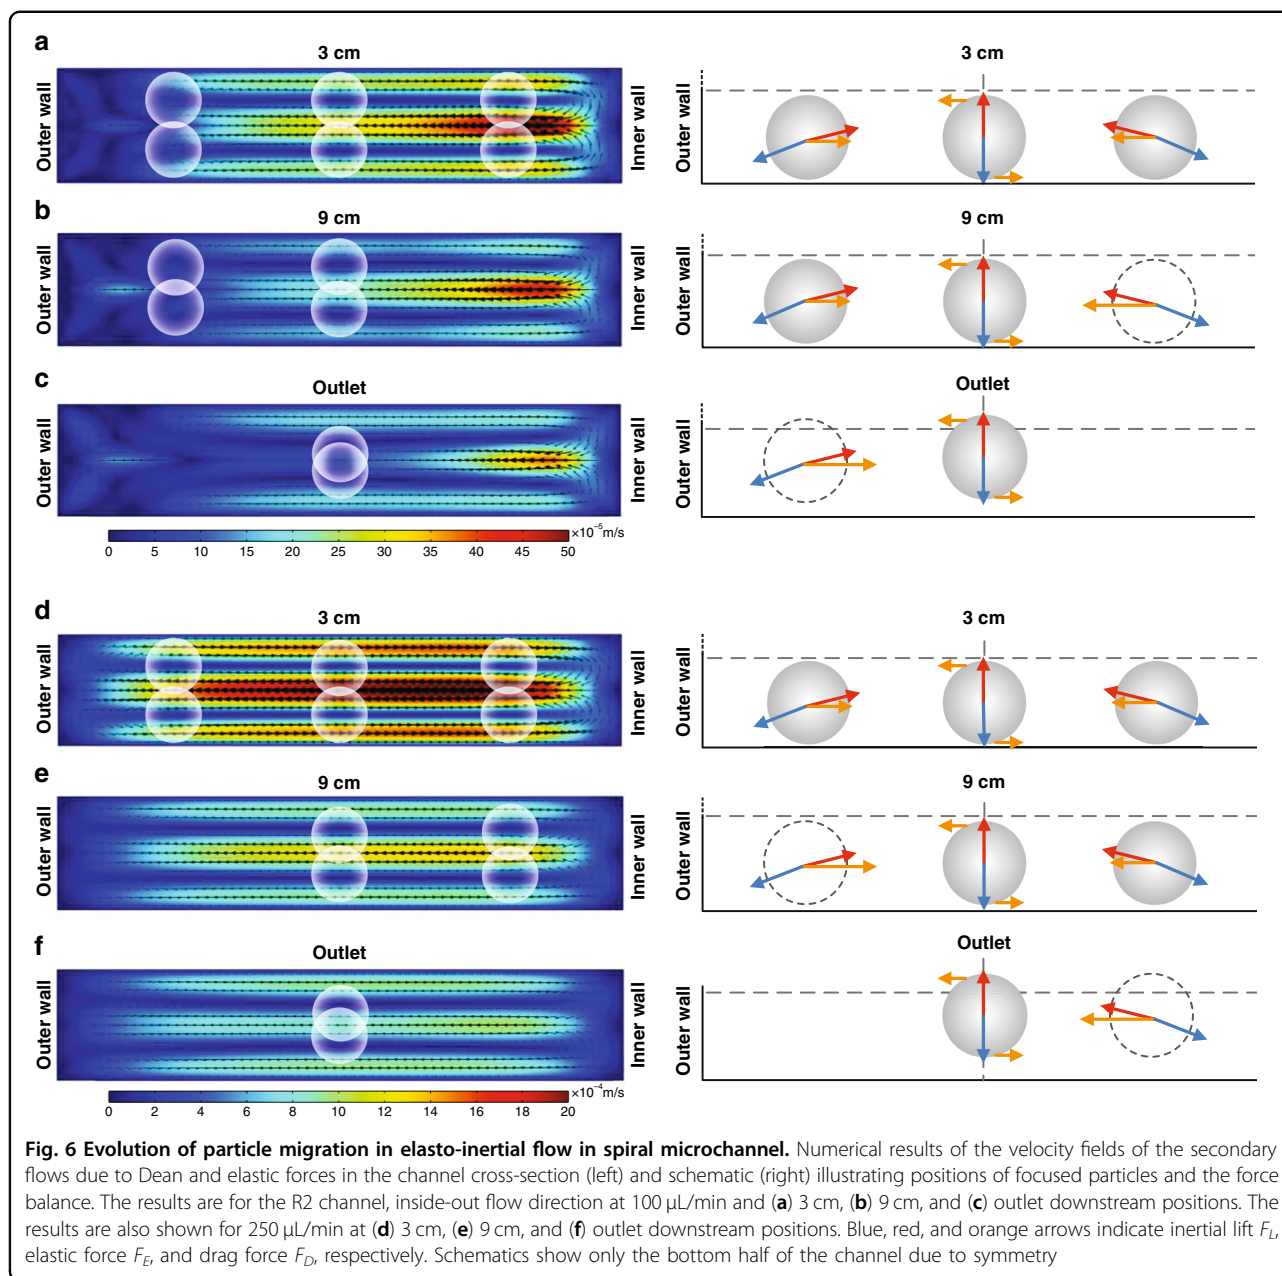 a
3 cm
3 cm
Outer wall
Inner wall
Outer wall
b
9 cm
9 cm
Outer wall
Inner wall
Outer wall
c
Outlet
Outlet
Outer wall
Inner wall
Outer wall
×10⁻⁵m/s
0 5 10 15 20 25 30 35 40 45 50
d
3 cm
3 cm
Outer wall
Inner wall
Outer wall
e
9 cm
9 cm
Outer wall
Inner wall
Outer wall
f
Outlet
Outlet
Outer wall
Inner wall
Outer wall
×10⁻⁴m/s
0 2 4 6 8 10 12 14 16 18 20
Fig. 6 Evolution of particle migration in elasto-inertial flow in spiral microchannel. Numerical results of the velocity fields of the secondary
flows due to Dean and elastic forces in the channel cross-section (left) and schematic (right) illustrating positions of focused particles and the force
balance. The results are for the R2 channel, inside-out flow direction at 100 µL/min and (a) 3 cm, (b) 9 cm, and (c) outlet downstream positions. The
results are also shown for 250 µL/min at (d) 3 cm, (e) 9 cm, and (f) outlet downstream positions. Blue, red, and orange arrows indicate inertial lift F_L,
elastic force F_E, and drag force F_D, respectively. Schematics show only the bottom half of the channel due to symmetry